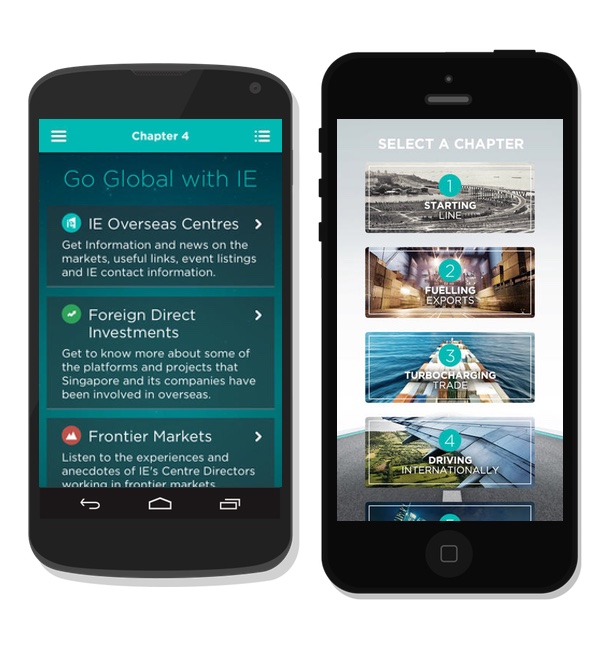 Chapter 4
Go Global with IE
IE Overseas Centres
Get Information and news on the
markets, useful links, event listings
and IE contact information.
Foreign Direct
Investments
Get to know more about some of
the platforms and projects that
Singapore and its companies have
been involved in overseas.
Frontier Markets
Listen to the experiences and
anecdotes of IE's Centre Directors
working in frontier markets
SELECT A CHAPTER
1
STARTING
LINE
2
FUELLING
EXPORTS
3
TURBOCHARGING
TRADE
4
DRIVING
INTERNATIONALLY